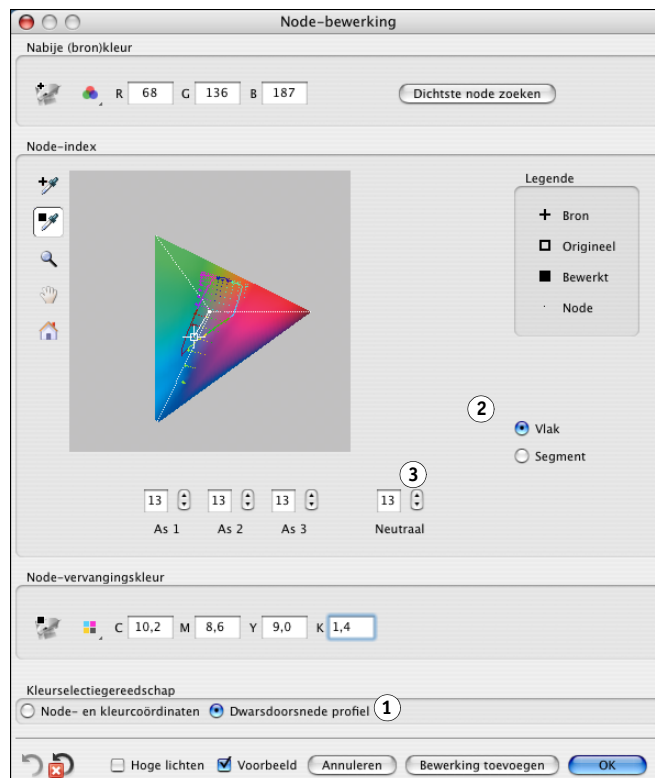 Node-bewerking
Nabije (bron)kleur
R 68 G 136 B 187 Dichtste node zoeken
Node-index
Legende
Bron
Origineel
Bewerkt
Node
2
Vlak
Segment
3
13 13 13 13
As 1 As 2 As 3 Neutraal
Node-vervangingskleur
C 10,2 M 8,6 Y 9,0 K 1,4
Kleurselectiegereedschap
Node- en kleurcoördinaten Dwarsdoorsnede profiel 1
Hoge lichten Voorbeeld Annuleren Bewerking toevoegen OK